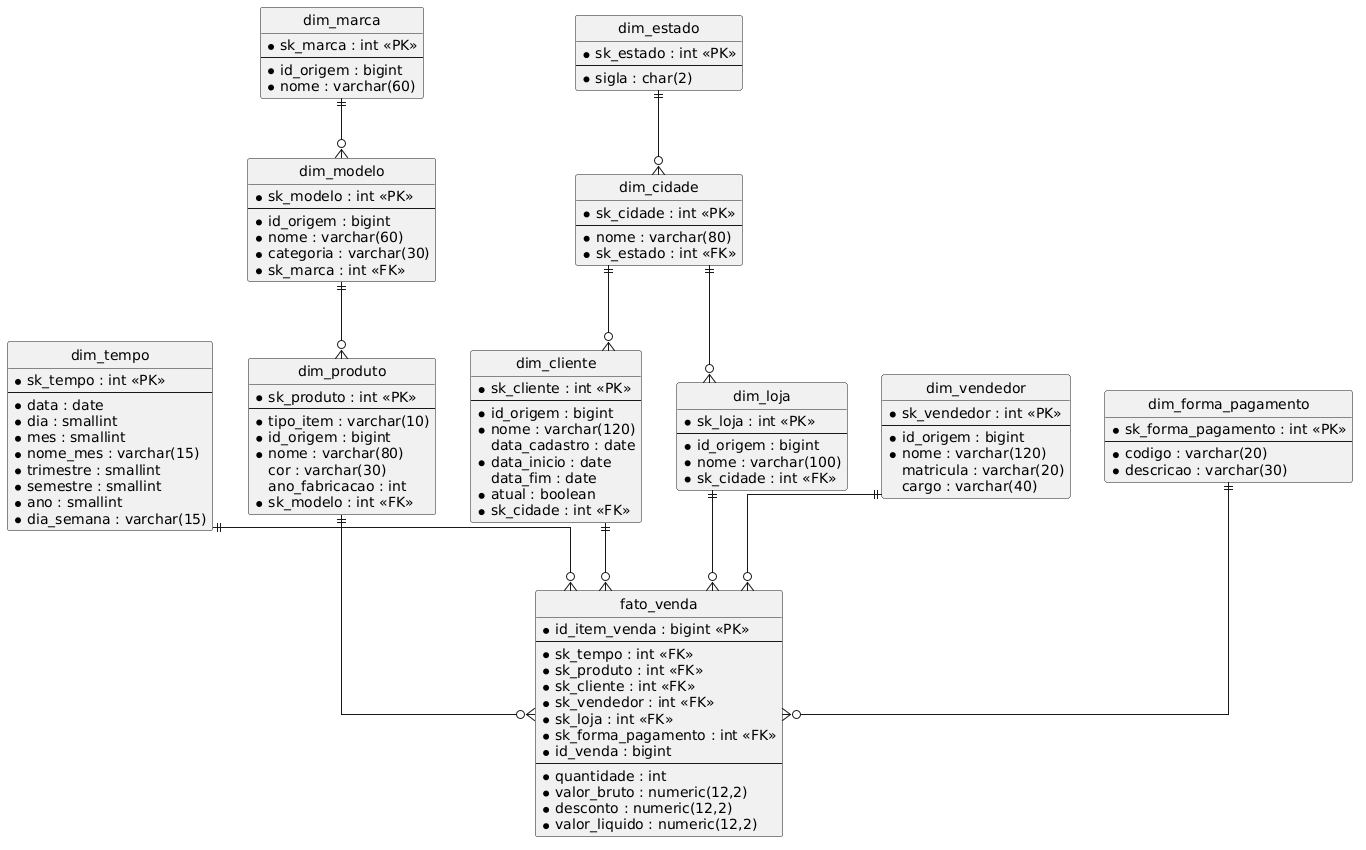 dim_marca
sk_marca : int «PK»
id_origem : bigint
nome : varchar(60)
dim_estado
sk_estado : int «PK»
sigla : char(2)
dim_modelo
sk_modelo : int «PK»
id_origem : bigint
nome : varchar(60)
categoria : varchar(30)
sk_marca : int «FK»
dim_cidade
sk_cidade : int «PK»
nome : varchar(80)
sk_estado : int «FK»
dim_tempo
sk_tempo : int «PK»
data : date
dia : smallint
mes : smallint
nome_mes : varchar(15)
trimestre : smallint
semestre : smallint
ano : smallint
dia_semana : varchar(15)
dim_produto
sk_produto : int «PK»
tipo_item : varchar(10)
id_origem : bigint
nome : varchar(80)
cor : varchar(30)
ano_fabricacao : int
sk_modelo : int «FK»
dim_cliente
sk_cliente : int «PK»
id_origem : bigint
nome : varchar(120)
data_cadastro : date
data_inicio : date
data_fim : date
atual : boolean
sk_cidade : int «FK»
dim_loja
sk_loja : int «PK»
id_origem : bigint
nome : varchar(100)
sk_cidade : int «FK»
dim_vendedor
sk_vendedor : int «PK»
id_origem : bigint
nome : varchar(120)
matricula : varchar(20)
cargo : varchar(40)
dim_forma_pagamento
sk_forma_pagamento : int «PK»
codigo : varchar(20)
descricao : varchar(30)
fato_venda
id_item_venda : bigint «PK»
sk_tempo : int «FK»
sk_produto : int «FK»
sk_cliente : int «FK»
sk_vendedor : int «FK»
sk_loja : int «FK»
sk_forma_pagamento : int «FK»
id_venda : bigint
quantidade : int
valor_bruto : numeric(12,2)
desconto : numeric(12,2)
valor_liquido : numeric(12,2)